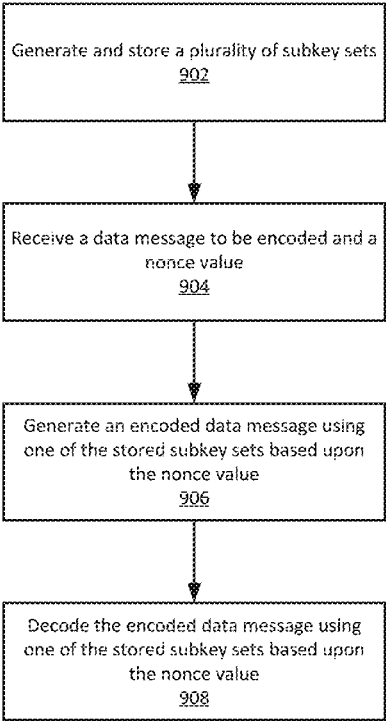 Generate and store a plurality of subkey sets
902
Receive a data message to be encoded and a
nonce value
904
Generate an encoded data message using
one of the stored subkey sets based upon
the nonce value
906
Decode the encoded data message using
one of the stored subkey sets based upon
the nonce value
908